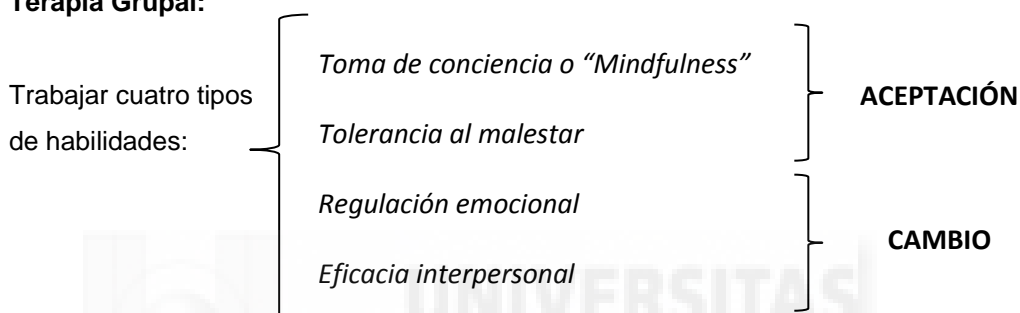 Terapia Grupal:
Toma de conciencia o “Mindfulness”
Trabajar cuatro tipos
ACEPTACIÓN
de habilidades:
Tolerancia al malestar
Regulación emocional
CAMBIO
Eficacia interpersonal
UNIVERSITAS